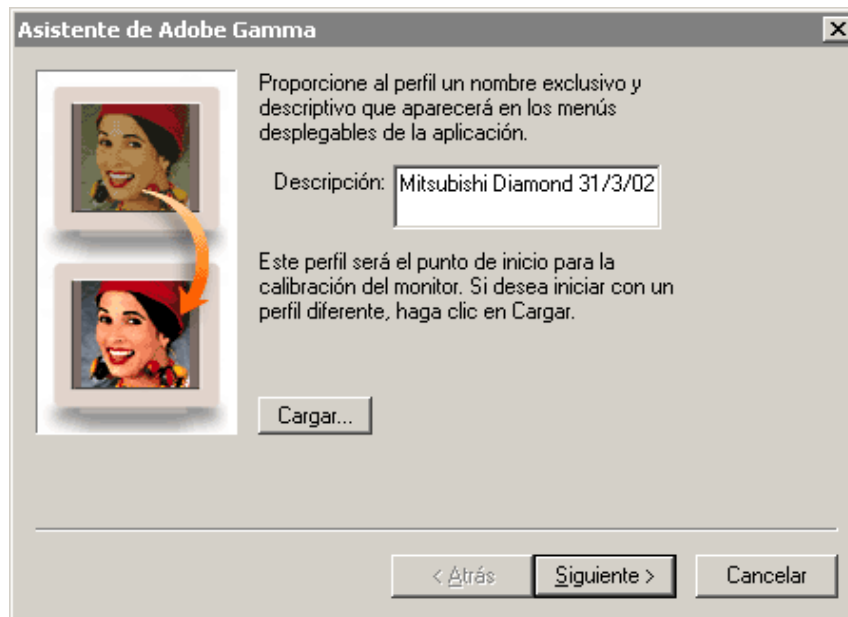 Asistente de Adobe Gamma
Proporcione al perfil un nombre exclusivo y
descriptivo que aparecerá en los menús
desplegables de la aplicación.
Descripción: Mitsubishi Diamond 31/3/02
Este perfil será el punto de inicio para la
calibración del monitor. Si desea iniciar con un
perfil diferente, haga clic en Cargar.
Cargar...
< Atrás Siguiente > Cancelar